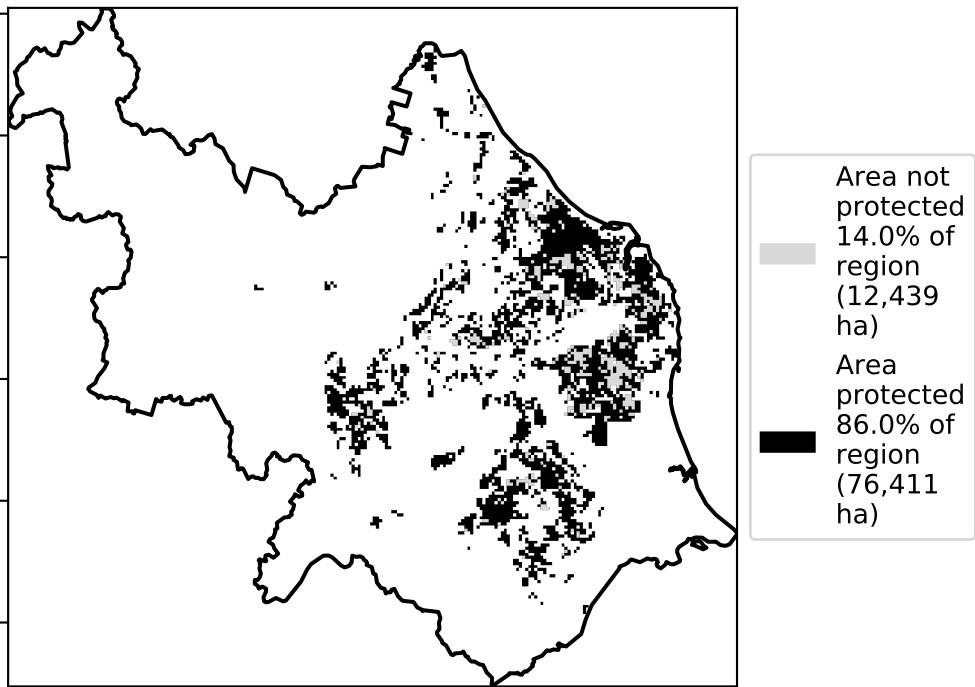 Area not
protected
14.0% of
region
(12,439
ha)
Area
protected
86.0% of
region
(76,411
ha)